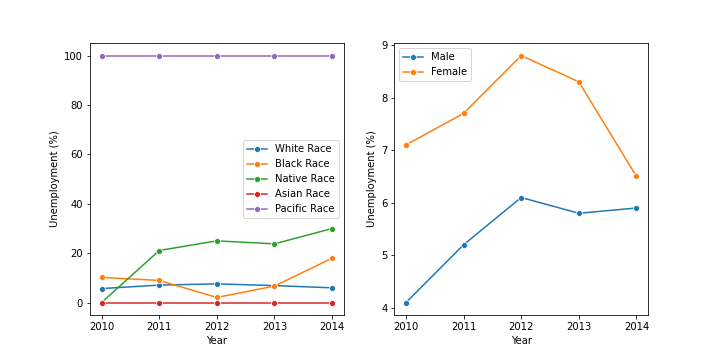 100
80
60
40
20
0
Unemployment (%)
White Race
Black Race
Native Race
Asian Race
Pacific Race
2010 2011 2012 2013 2014
Year
9
8
7
6
5
4
Unemployment (%)
Male
Female
2010 2011 2012 2013 2014
Year